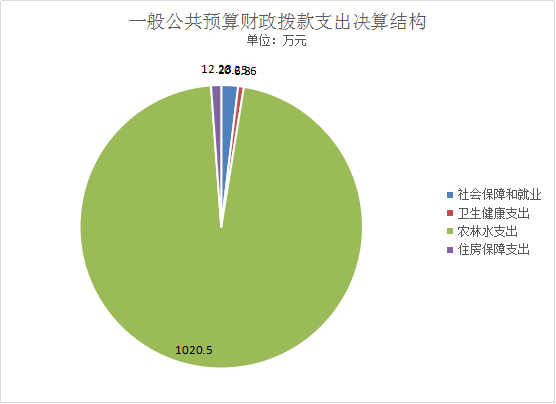 一般公共预算财政拨款支出决算结构
单位：万元
1020.5
社会保障和就业
卫生健康支出
农林水支出
住房保障支出